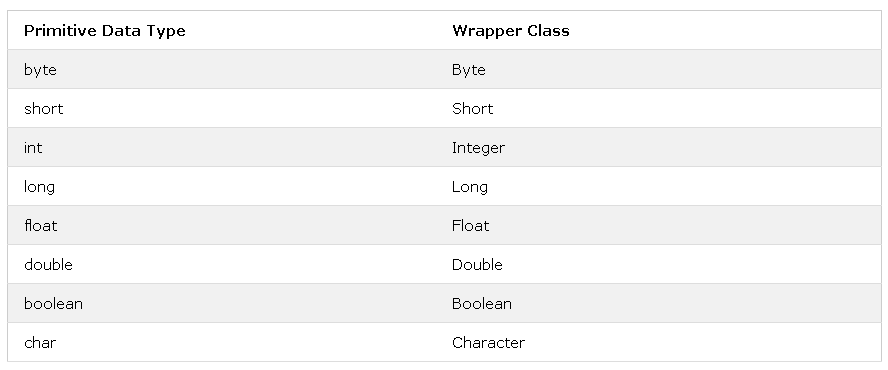 Primitive Data Type Wrapper Class
byte Byte
short Short
int Integer
long Long
float Float
double Double
boolean Boolean
char Character